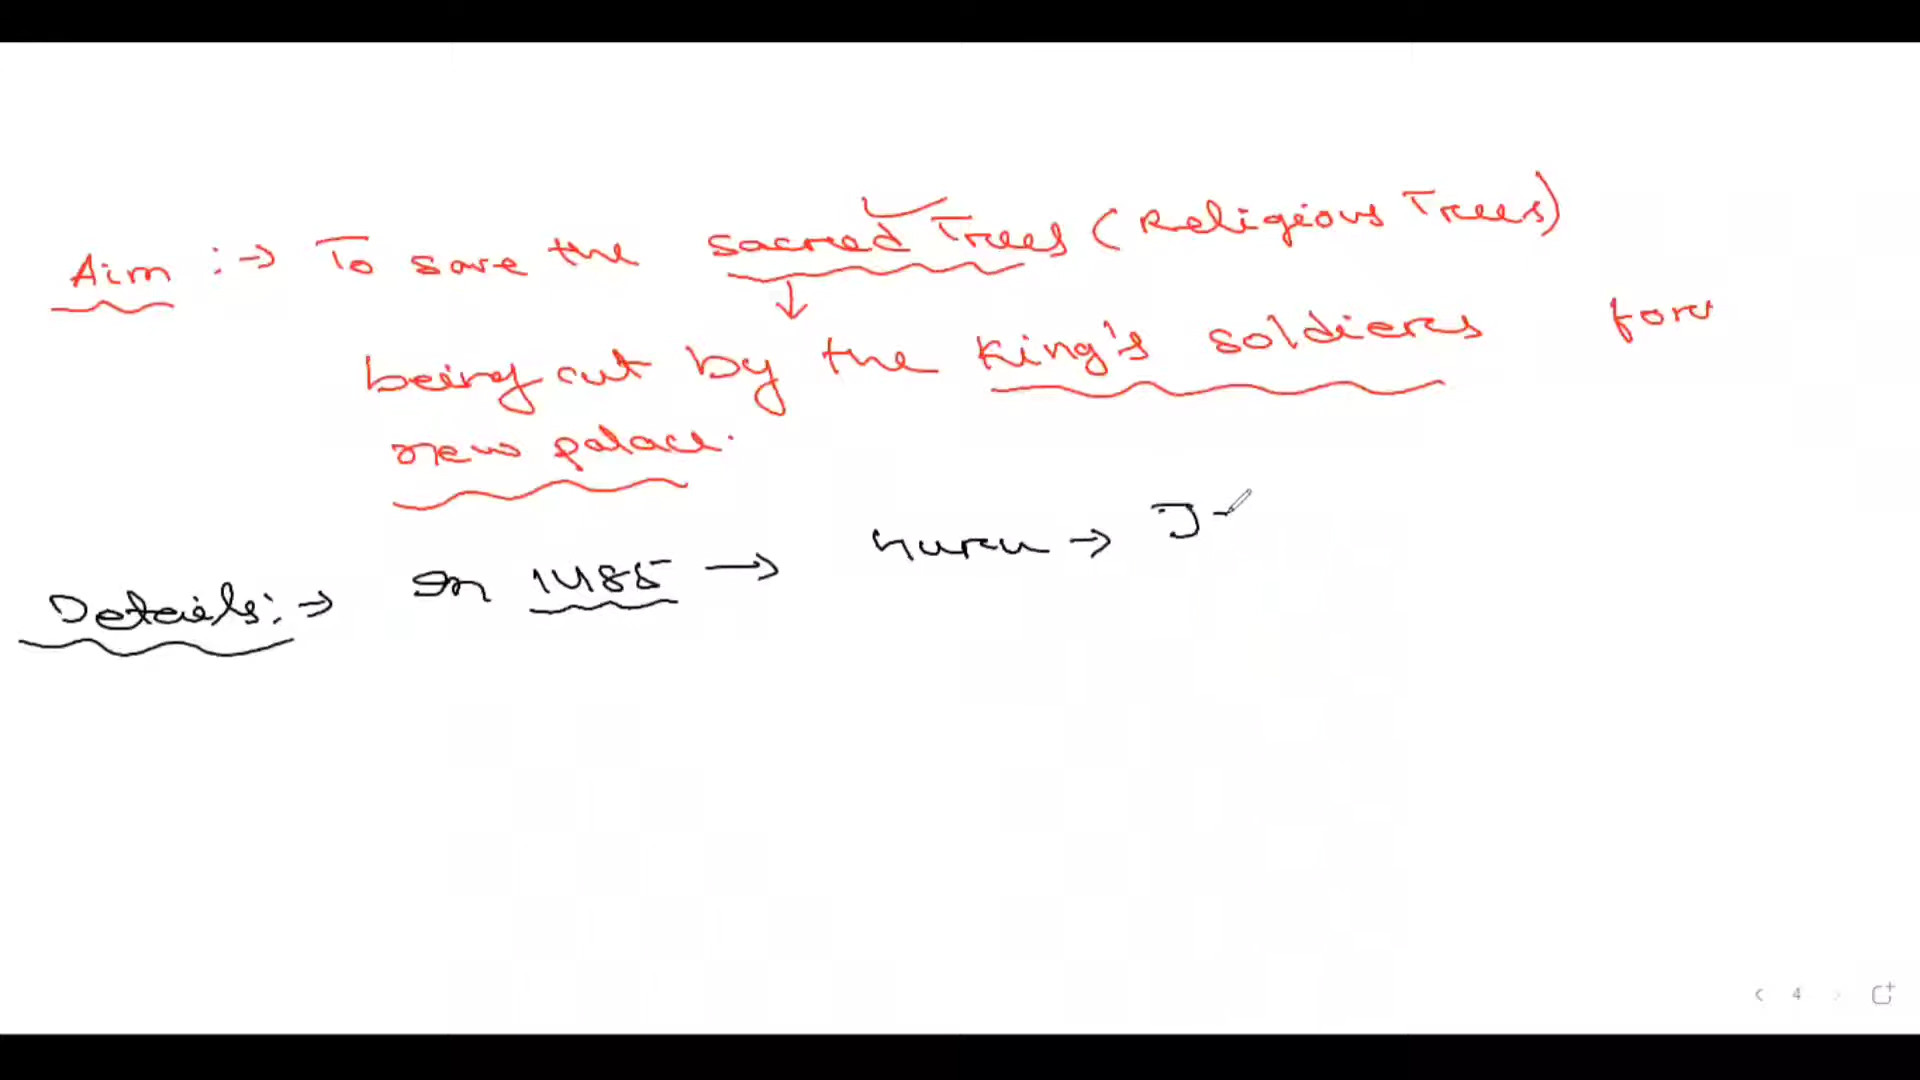 Aim :→ To save the sacred Trees (Religious Trees)
↓
being cut by the King's soldiers for
new palace.
Details :→ In 1485 → Guru → J
4